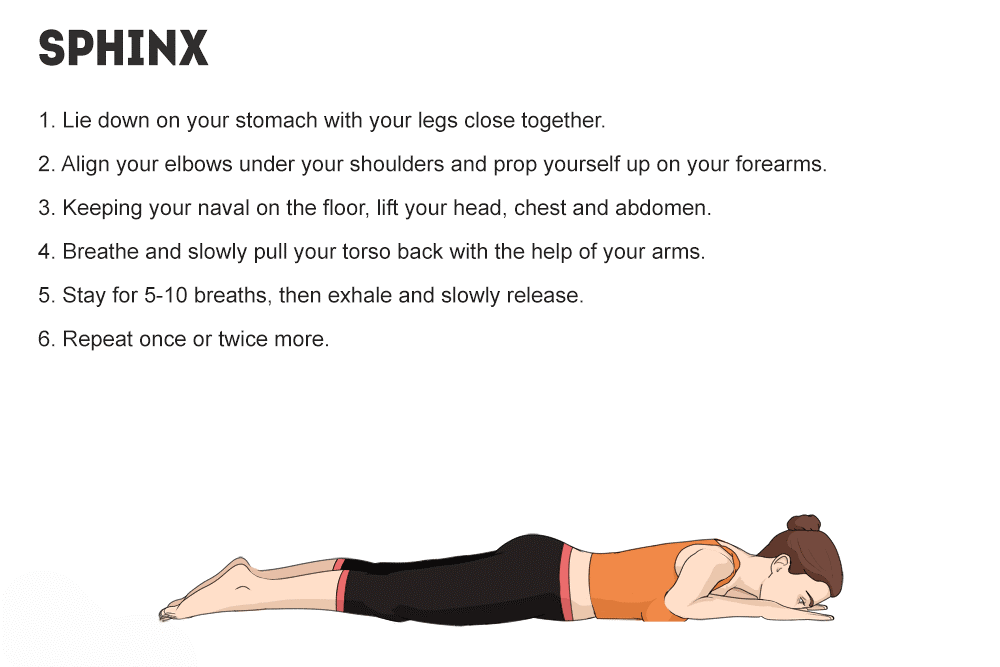 SPHINX
1. Lie down on your stomach with your legs close together.
2. Align your elbows under your shoulders and prop yourself up on your forearms.
3. Keeping your naval on the floor, lift your head, chest and abdomen.
4. Breathe and slowly pull your torso back with the help of your arms.
5. Stay for 5-10 breaths, then exhale and slowly release.
6. Repeat once or twice more.